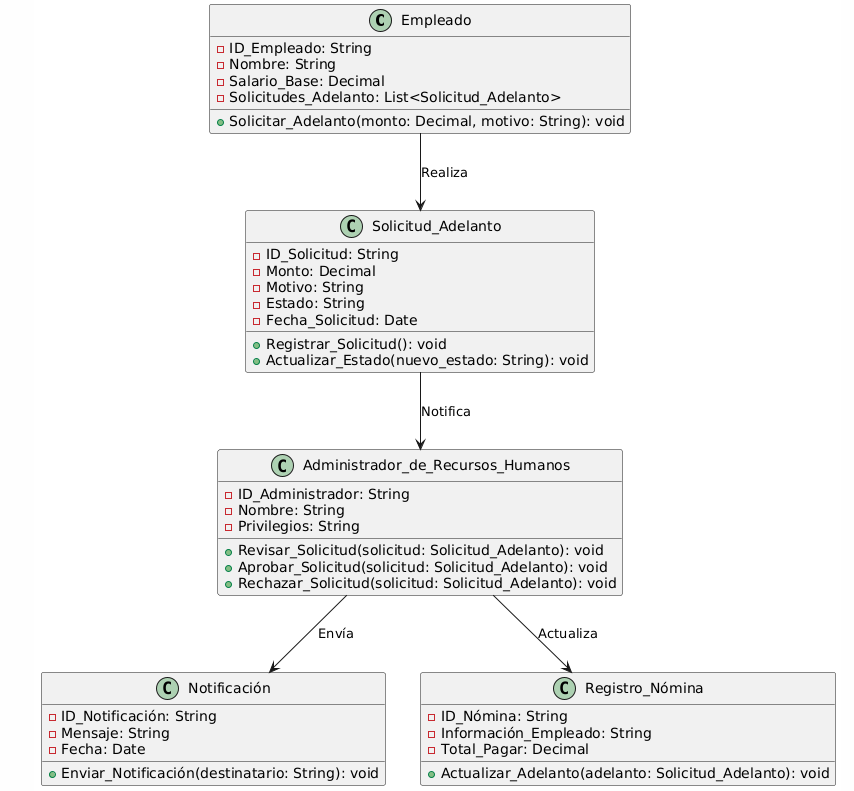 C Empleado
ID_Empleado: String
Nombre: String
Salario_Base: Decimal
Solicitudes_Adelanto: List<Solicitud_Adelanto>
Solicitar_Adelanto(monto: Decimal, motivo: String): void
Realiza
C Solicitud_Adelanto
ID_Solicitud: String
Monto: Decimal
Motivo: String
Estado: String
Fecha_Solicitud: Date
Registrar_Solicitud(): void
Actualizar_Estado(nuevo_estado: String): void
Notifica
C Administrador_de_Recursos_Humanos
ID_Administrador: String
Nombre: String
Privilegios: String
Revisar_Solicitud(solicitud: Solicitud_Adelanto): void
Aprobar_Solicitud(solicitud: Solicitud_Adelanto): void
Rechazar_Solicitud(solicitud: Solicitud_Adelanto): void
Envía
Actualiza
C Notificación
ID_Notificación: String
Mensaje: String
Fecha: Date
Enviar_Notificación(destinatario: String): void
C Registro_Nómina
ID_Nómina: String
Información_Empleado: String
Total_Pagar: Decimal
Actualizar_Adelanto(adelanto: Solicitud_Adelanto): void